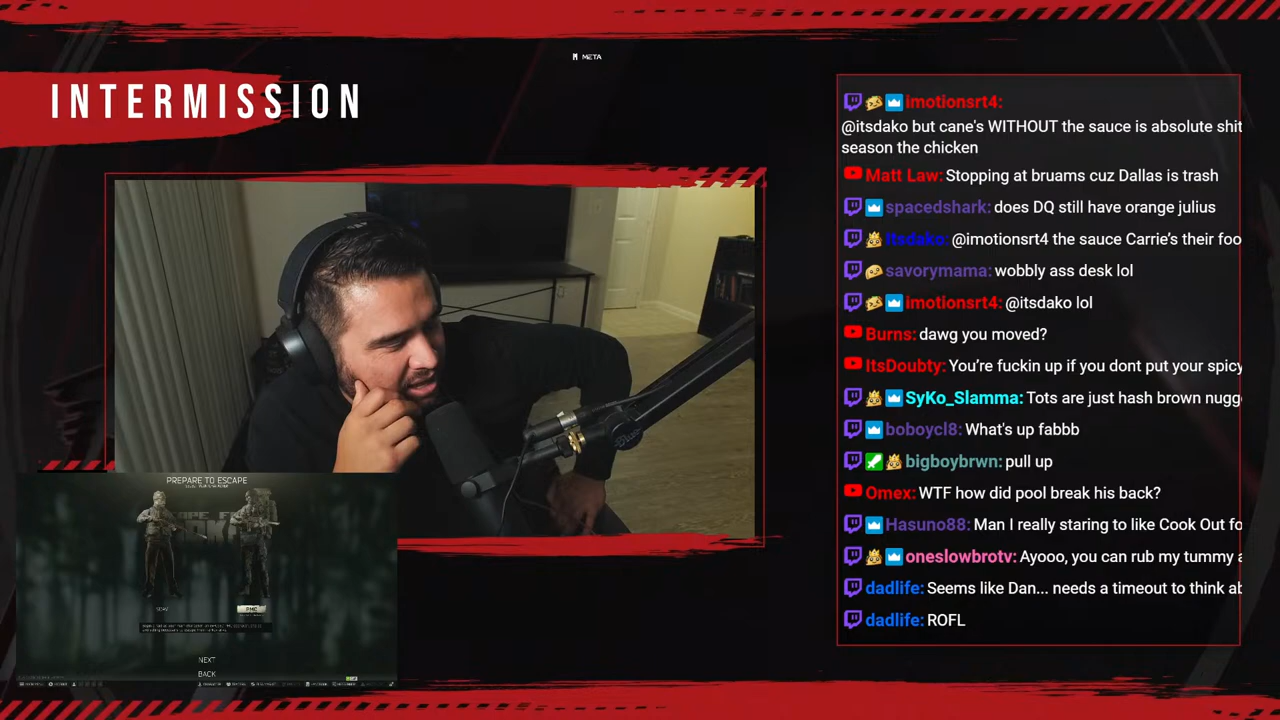 META
INTERMISSION
imotionsrt4:
@itsdako but cane's WITHOUT the sauce is absolute shit
season the chicken
Matt Law: Stopping at bruams cuz Dallas is trash
spacedshark: does DQ still have orange julius
Itsdako: @imotionsrt4 the sauce Carrie's their foo
savorymama: wobbly ass desk lol
imotionsrt4: @itsdako lol
Burns: dawg you moved?
ItsDoubty: You're fuckin up if you dont put your spicy
SyKo_Slamma: Tots are just hash brown nugg
boboycl8: What's up fabbb
bigboybrwn: pull up
Omex: WTF how did pool break his back?
Hasuno88: Man I really staring to like Cook Out fo
oneslowbrotv: Ayooo, you can rub my tummy a
dadlife: Seems like Dan... needs a timeout to think ab
dadlife: ROFL
PREPARE TO ESCAPE
PMC
NEXT
BACK